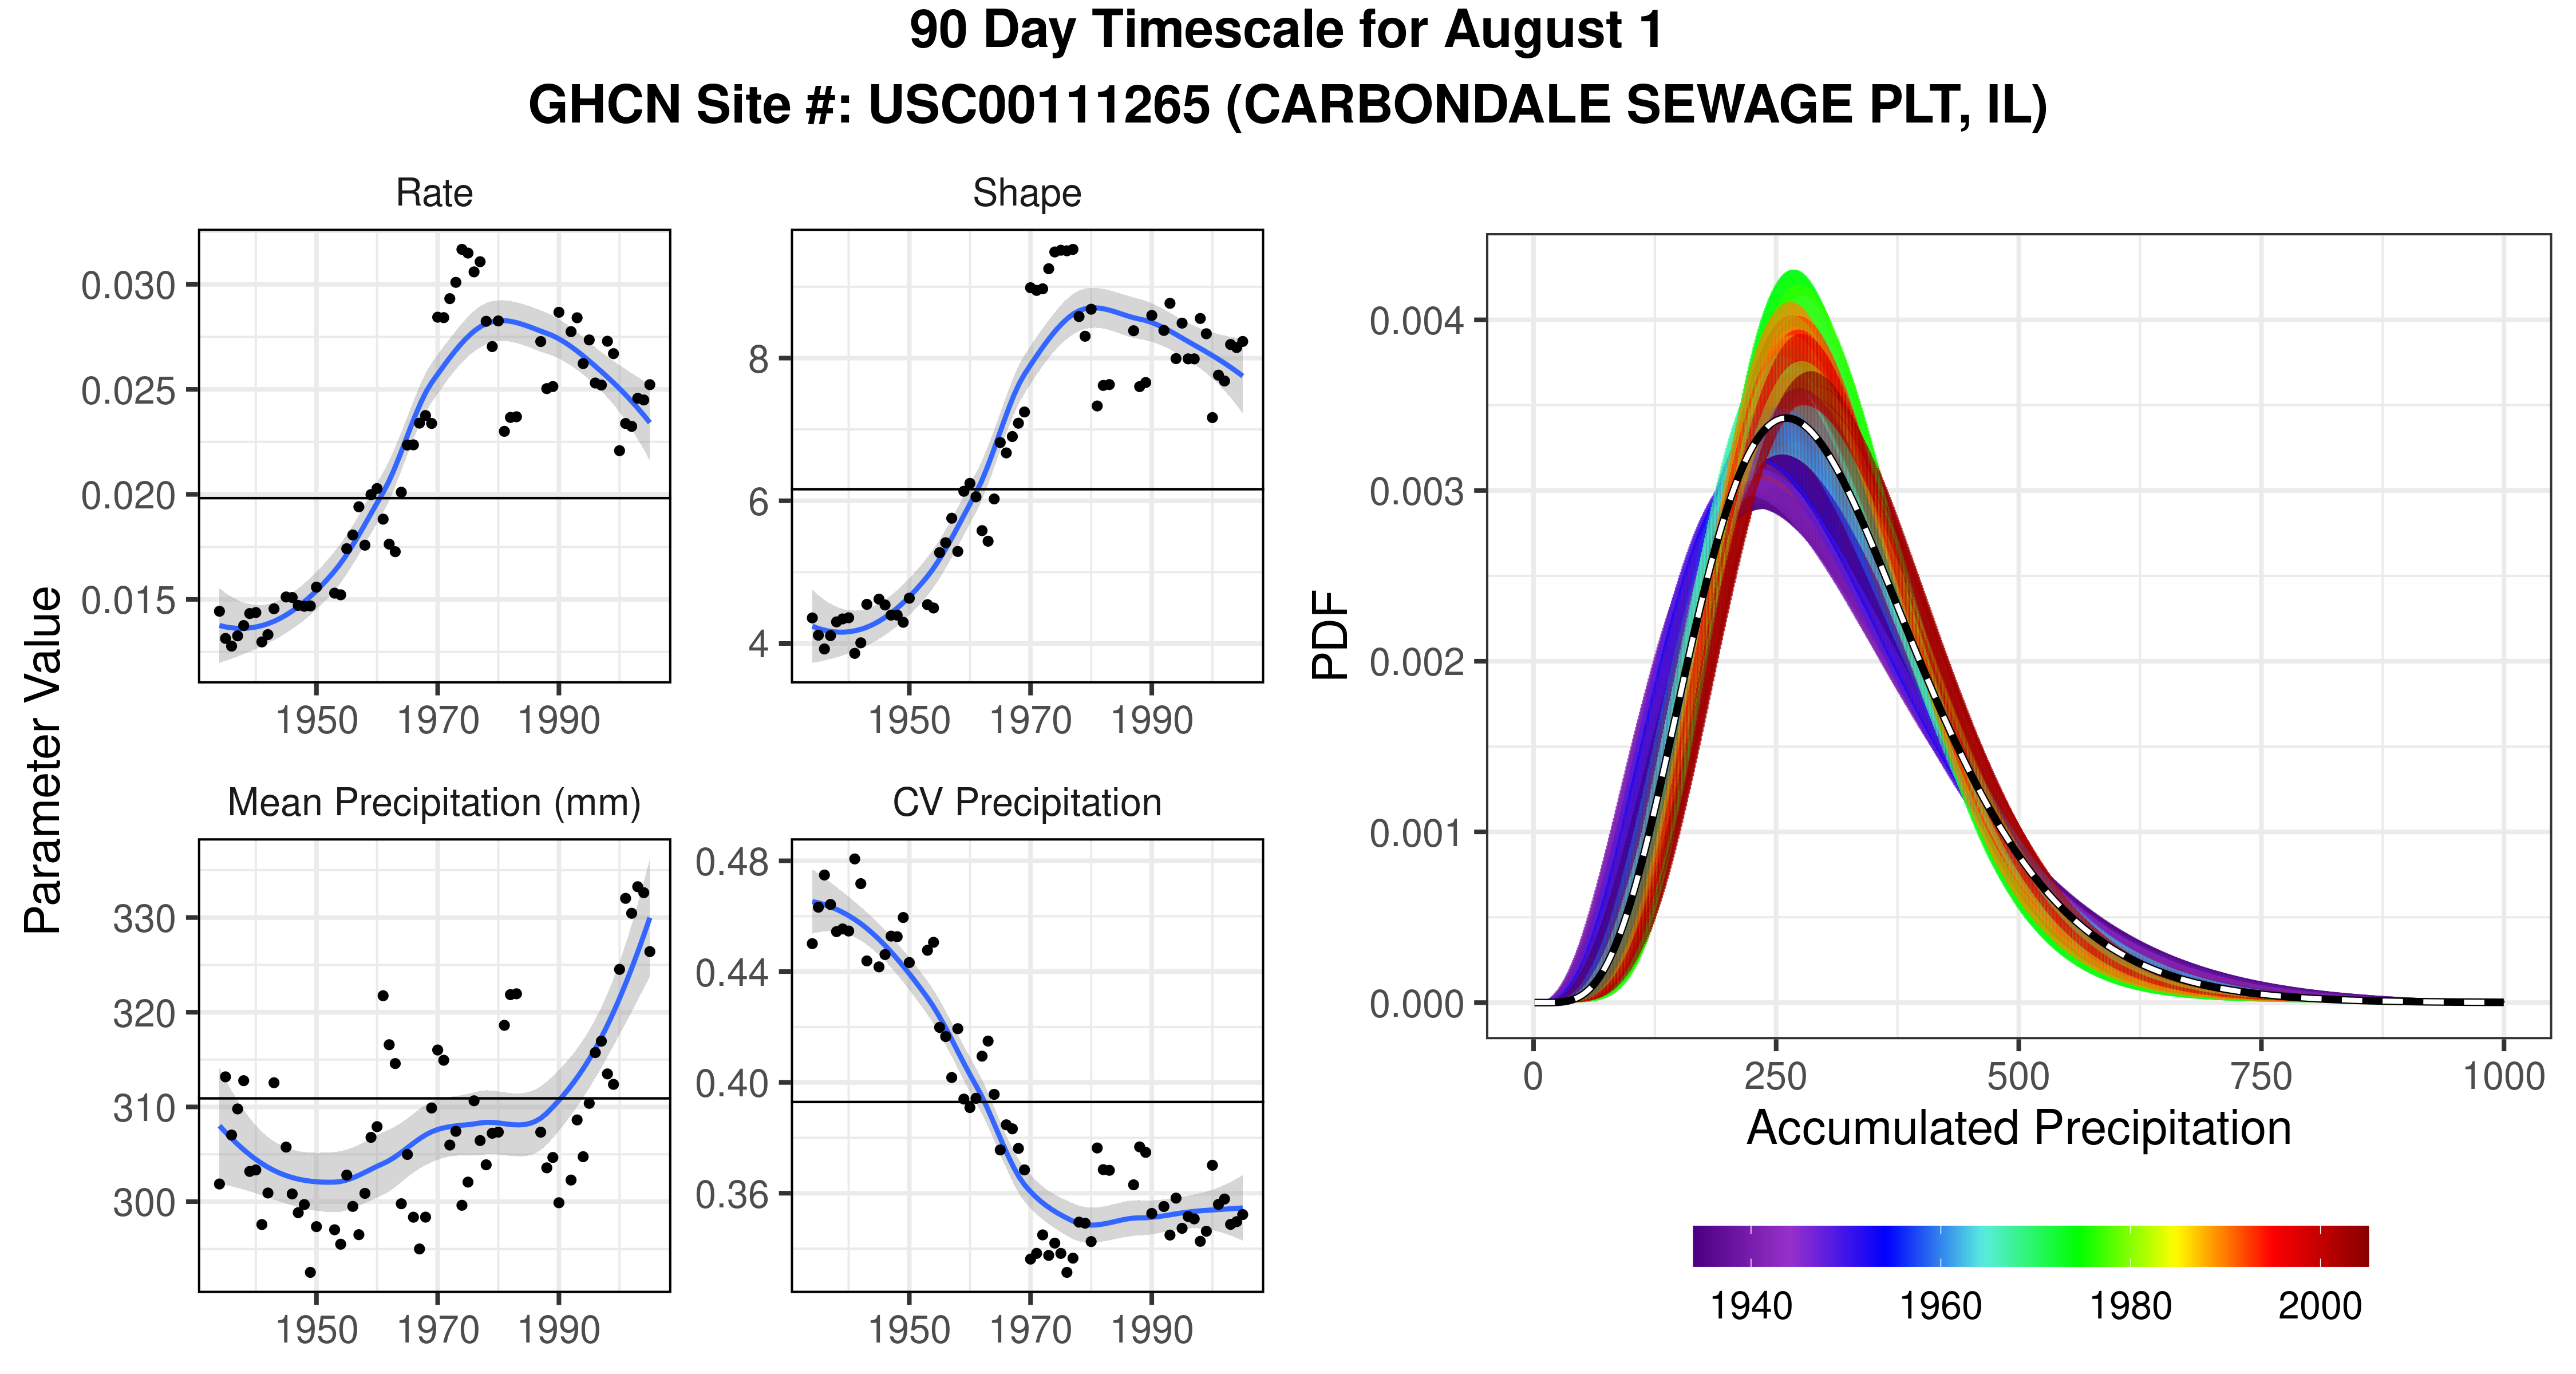 90 Day Timescale for August 1
GHCN Site #: USC00111265 (CARBONDALE SEWAGE PLT, IL)
Parameter Value
Rate
0.030
0.025
0.020
0.015
1950 1970 1990
Shape
8
6
4
1950 1970 1990
Mean Precipitation (mm)
330
320
310
300
1950 1970 1990
CV Precipitation
0.48
0.44
0.40
0.36
1950 1970 1990
PDF
0.004
0.003
0.002
0.001
0.000
0 250 500 750 1000
Accumulated Precipitation
1940 1960 1980 2000